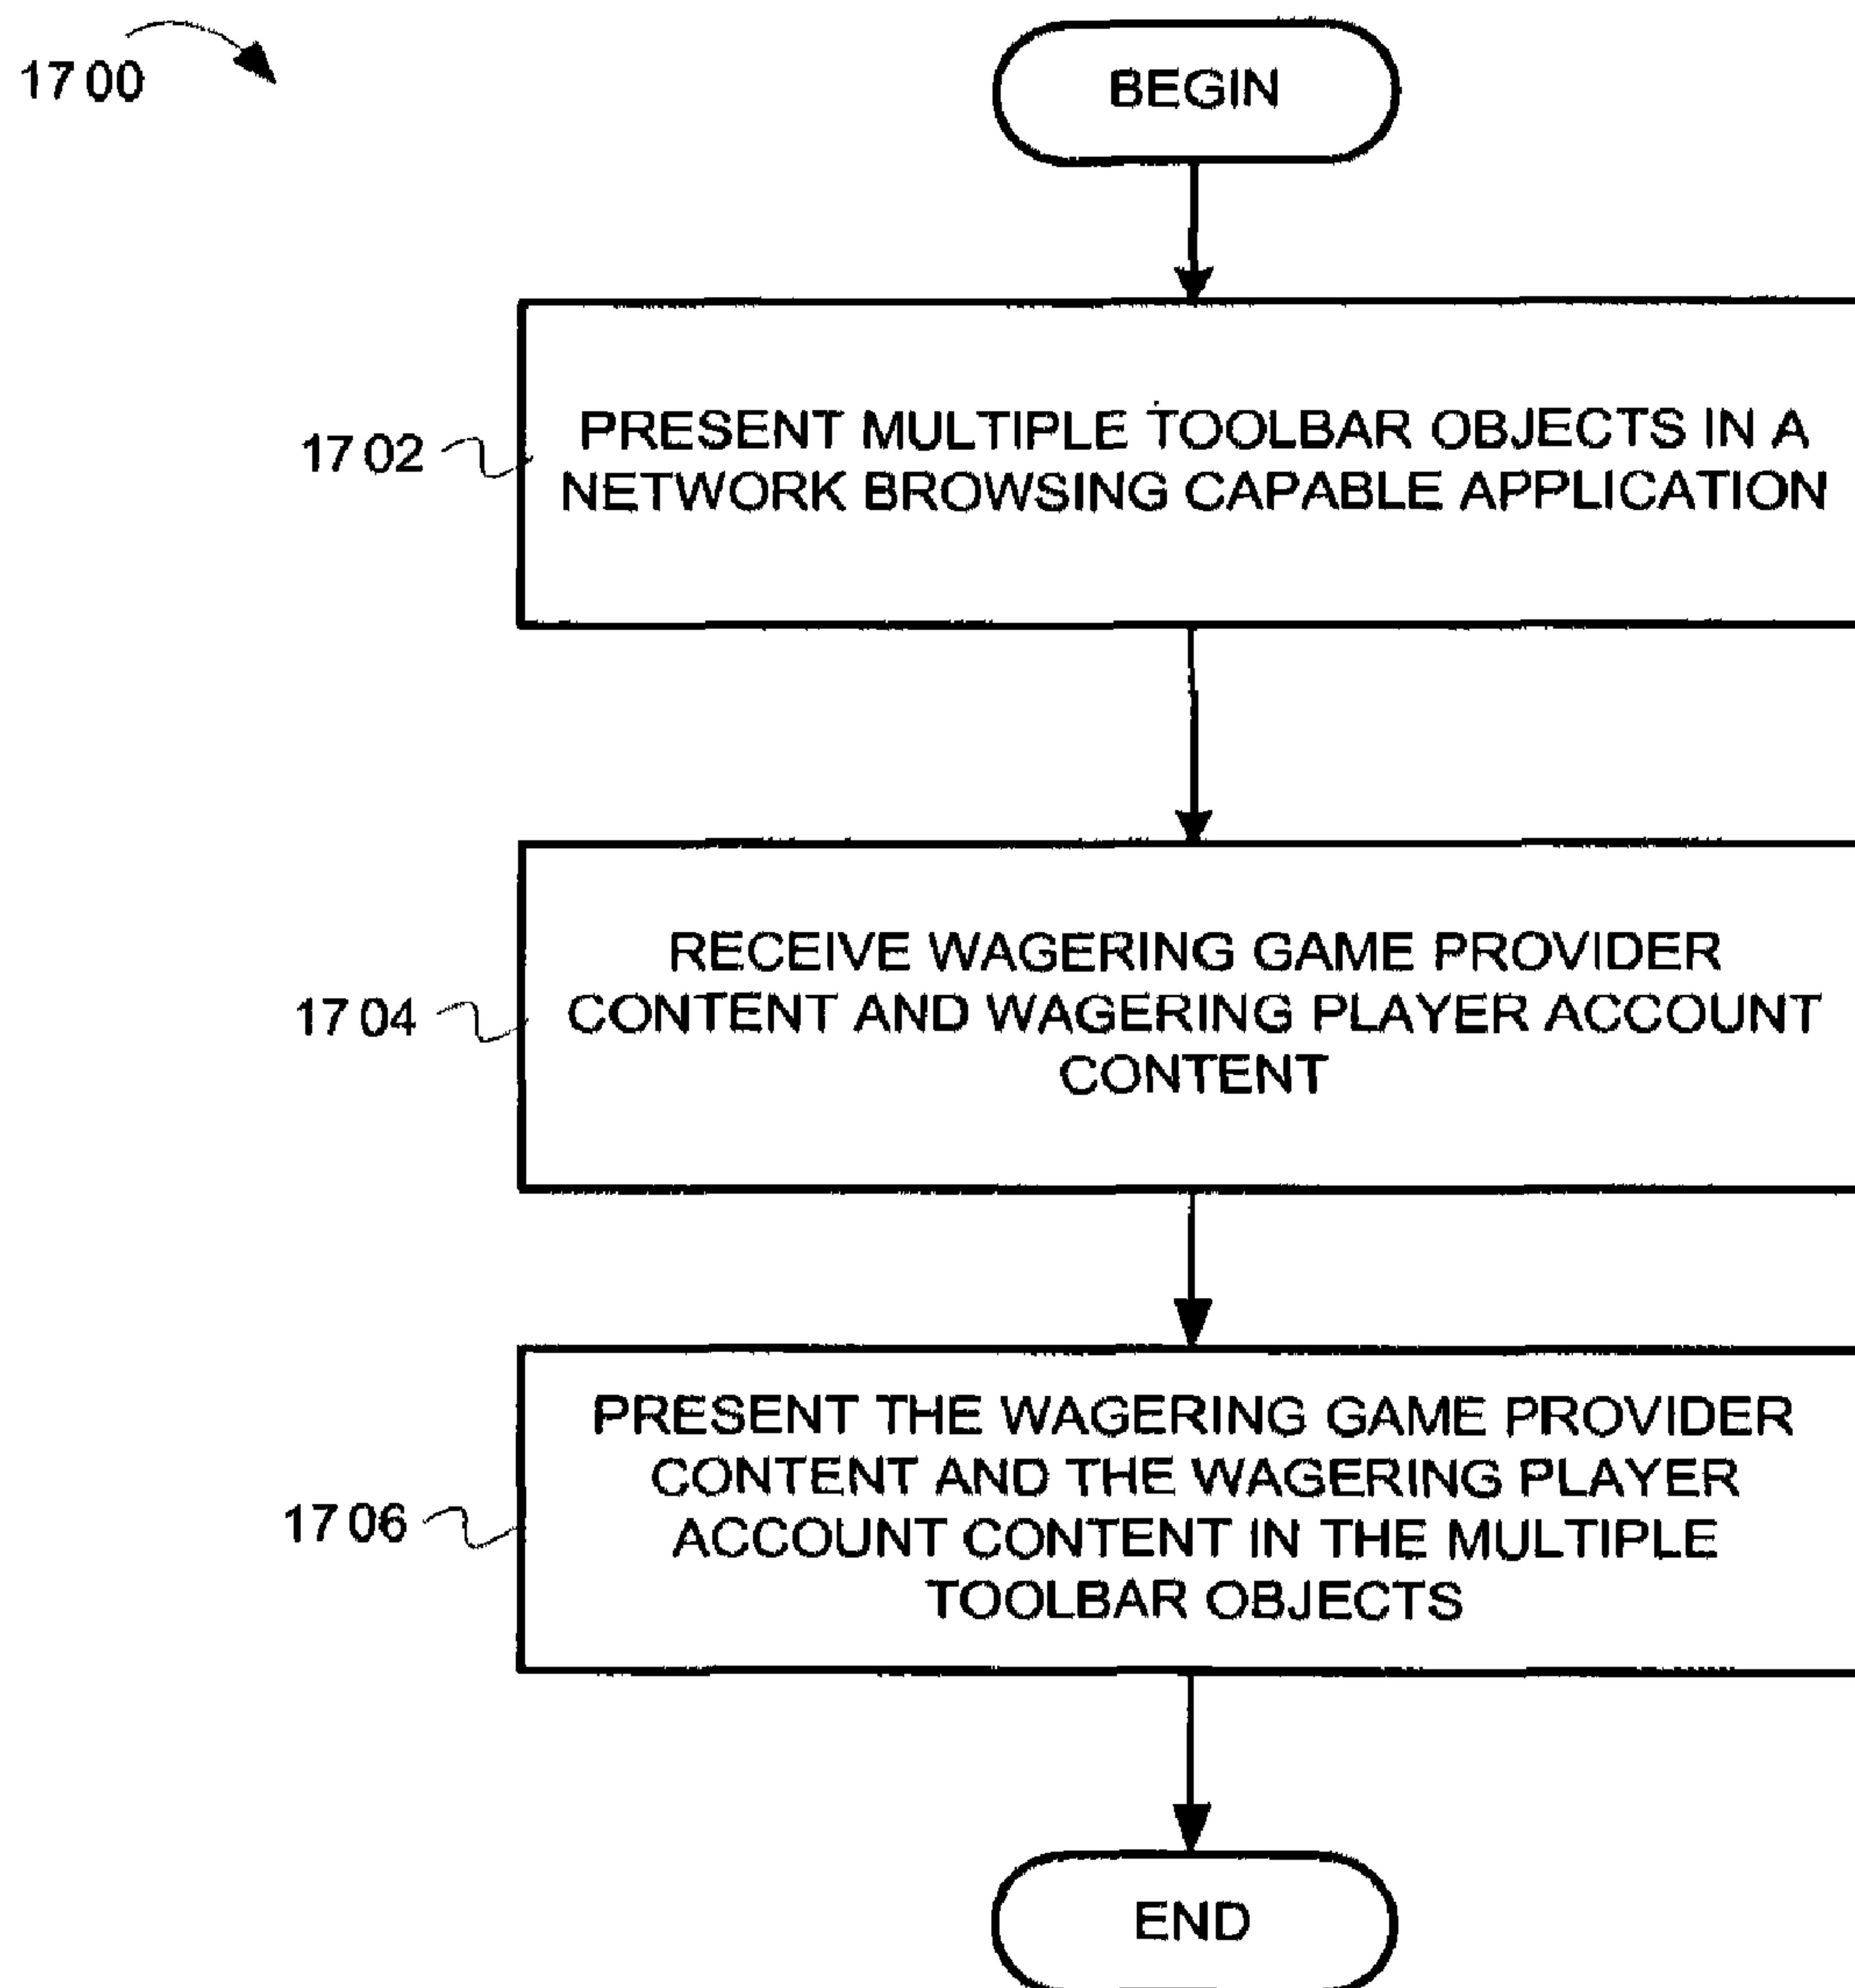 1700
BEGIN
1702
PRESENT MULTIPLE TOOLBAR OBJECTS IN A
NETWORK BROWSING CAPABLE APPLICATION
1704
RECEIVE WAGERING GAME PROVIDER
CONTENT AND WAGERING PLAYER ACCOUNT
CONTENT
1706
PRESENT THE WAGERING GAME PROVIDER
CONTENT AND THE WAGERING PLAYER
ACCOUNT CONTENT IN THE MULTIPLE
TOOLBAR OBJECTS
END